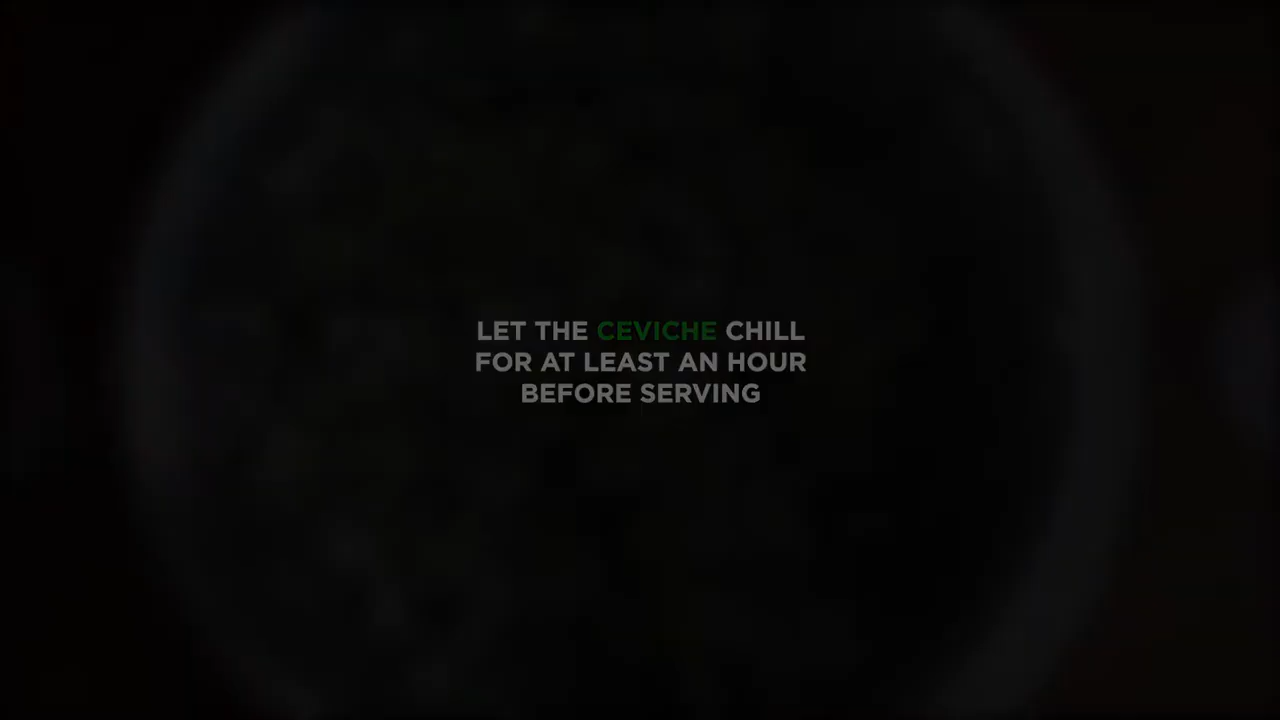 LET THE CEVICHE CHILL
FOR AT LEAST AN HOUR
BEFORE SERVING